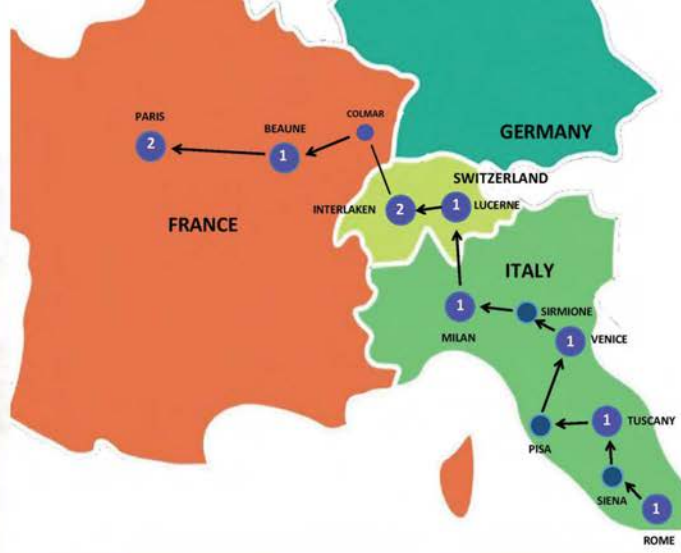 COLMAR
PARIS
2
BEAUNE
1
GERMANY
SWITZERLAND
INTERLAKEN
2
1
LUCERNE
FRANCE
ITALY
1
SIRMIONE
MILAN
1
VENICE
1
TUSCANY
PISA
SIENA
1
ROME